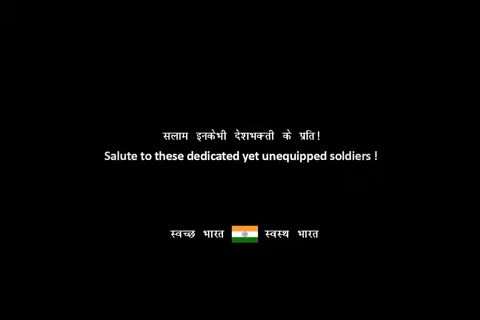 सलाम इनकेभी देशभक्ती के प्रति!
Salute to these dedicated yet unequipped soldiers !
स्वच्छ भारत स्वस्थ भारत